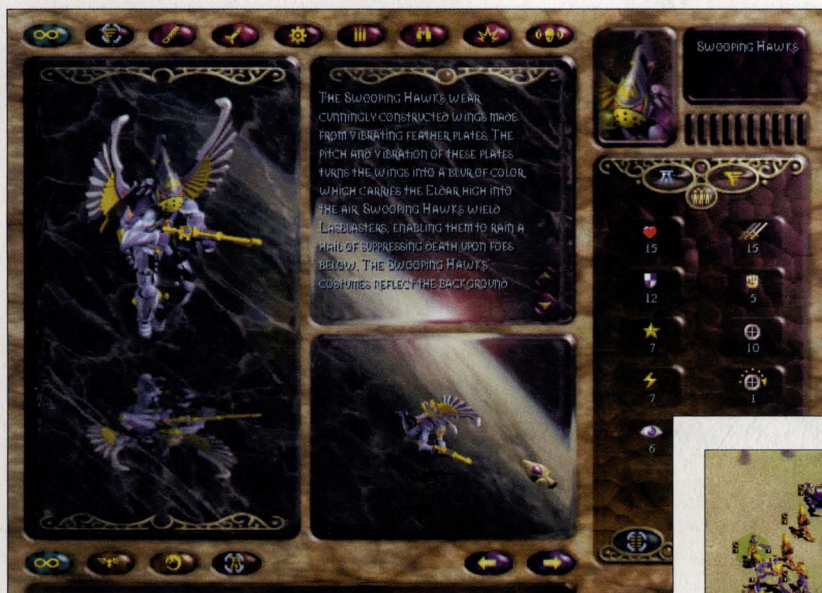 Swooping Hawks
The Swooping Hawks wear
cunningly constructed wings made
from vibrating feather plates. The
pitch and vibration of these plates
turns the wings into a blur of color,
which carries the Eldar high into
the air. Swooping Hawks wield
Lasblasters, enabling them to rain a
hail of suppressing death upon foes
below. The Swooping Hawks'
costumes reflect the background
15 15
12 5
7 10
7 1
6